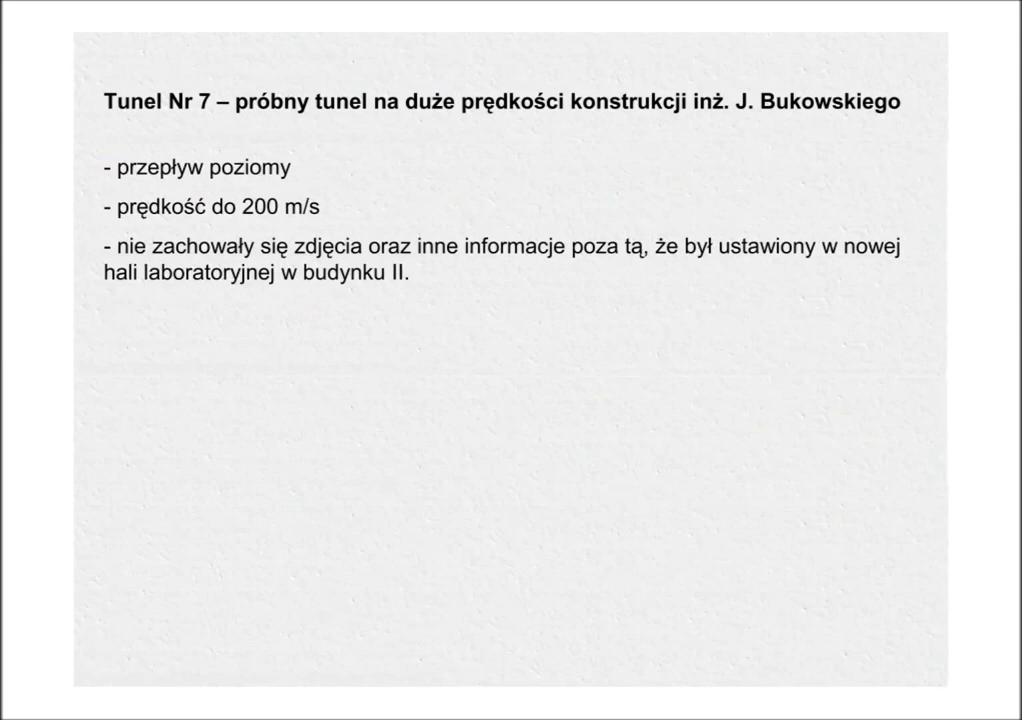 Tunel Nr 7 – próbny tunel na duże prędkości konstrukcji inż. J. Bukowskiego
- przepływ poziomy
- prędkość do 200 m/s
- nie zachowały się zdjęcia oraz inne informacje poza tą, że był ustawiony w nowej
hali laboratoryjnej w budynku II.